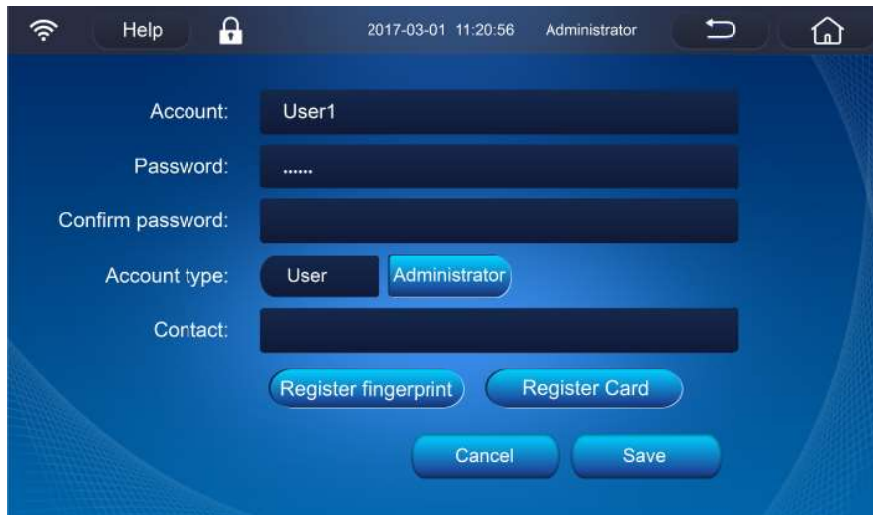 Help 2017-03-01 11:20:56 Administrator
Account: User1
Password: ......
Confirm password:
Account type: User Administrator
Contact:
Register fingerprint Register Card
Cancel Save